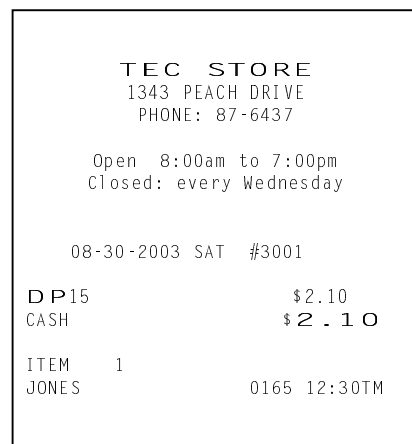 TEC STORE
1343 PEACH DRIVE
PHONE: 87-6437
Open 8:00am to 7:00pm
Closed: every Wednesday
08-30-2003 SAT #3001
DP15 $2.10
CASH $2.10
ITEM 1
JONES 0165 12:30TM